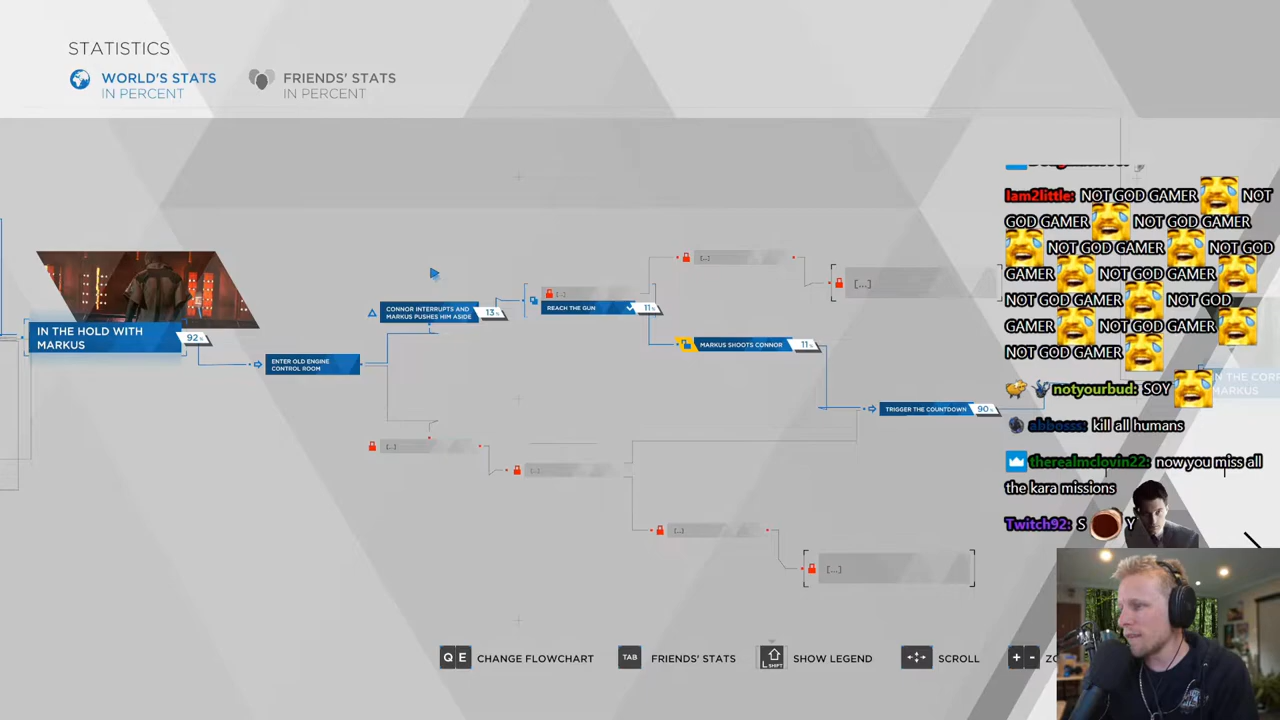 STATISTICS
WORLD'S STATS
IN PERCENT
FRIENDS' STATS
IN PERCENT
IN THE HOLD WITH
MARKUS
92%
ENTER OLD ENGINE
CONTROL ROOM
CONNOR INTERRUPTS AND
MARKUS PUSHES HIM ASIDE
13%
[...]
REACH THE GUN
11%
[...]
[...]
MARKUS SHOOTS CONNOR
11%
TRIGGER THE COUNTDOWN
90%
[...]
[...]
[...]
[...]
MARKUS
Iam2little: NOT GOD GAMER NOT
GOD GAMER NOT GOD GAMER
NOT GOD GAMER NOT GOD
GAMER NOT GOD GAMER
NOT GOD GAMER NOT GOD
GAMER NOT GOD GAMER
NOT GOD GAMER
notyourbud: SOY
abbosss: kill all humans
therealmclovin22: now you miss all
the kara missions
Twitch92: S Y
Q E CHANGE FLOWCHART
TAB FRIENDS' STATS
L SHIFT SHOW LEGEND
SCROLL
+ -